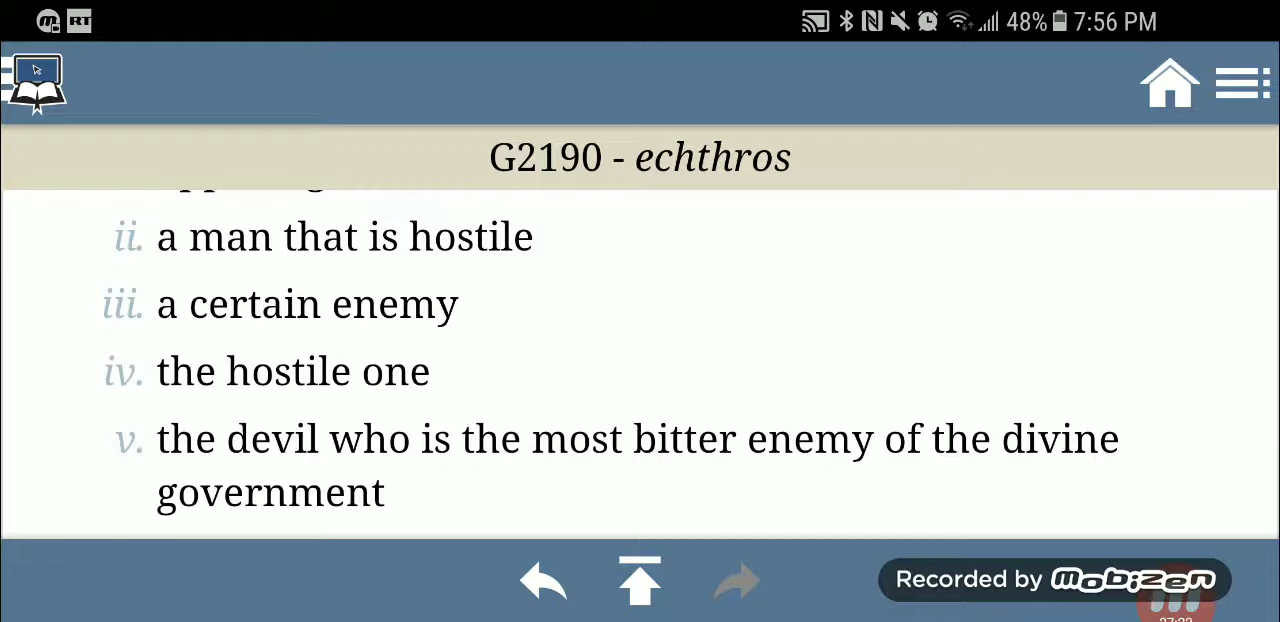 m RT 48% 7:56 PM
G2190 - echthros
ii. a man that is hostile
iii. a certain enemy
iv. the hostile one
v. the devil who is the most bitter enemy of the divine
government
Recorded by mobizen